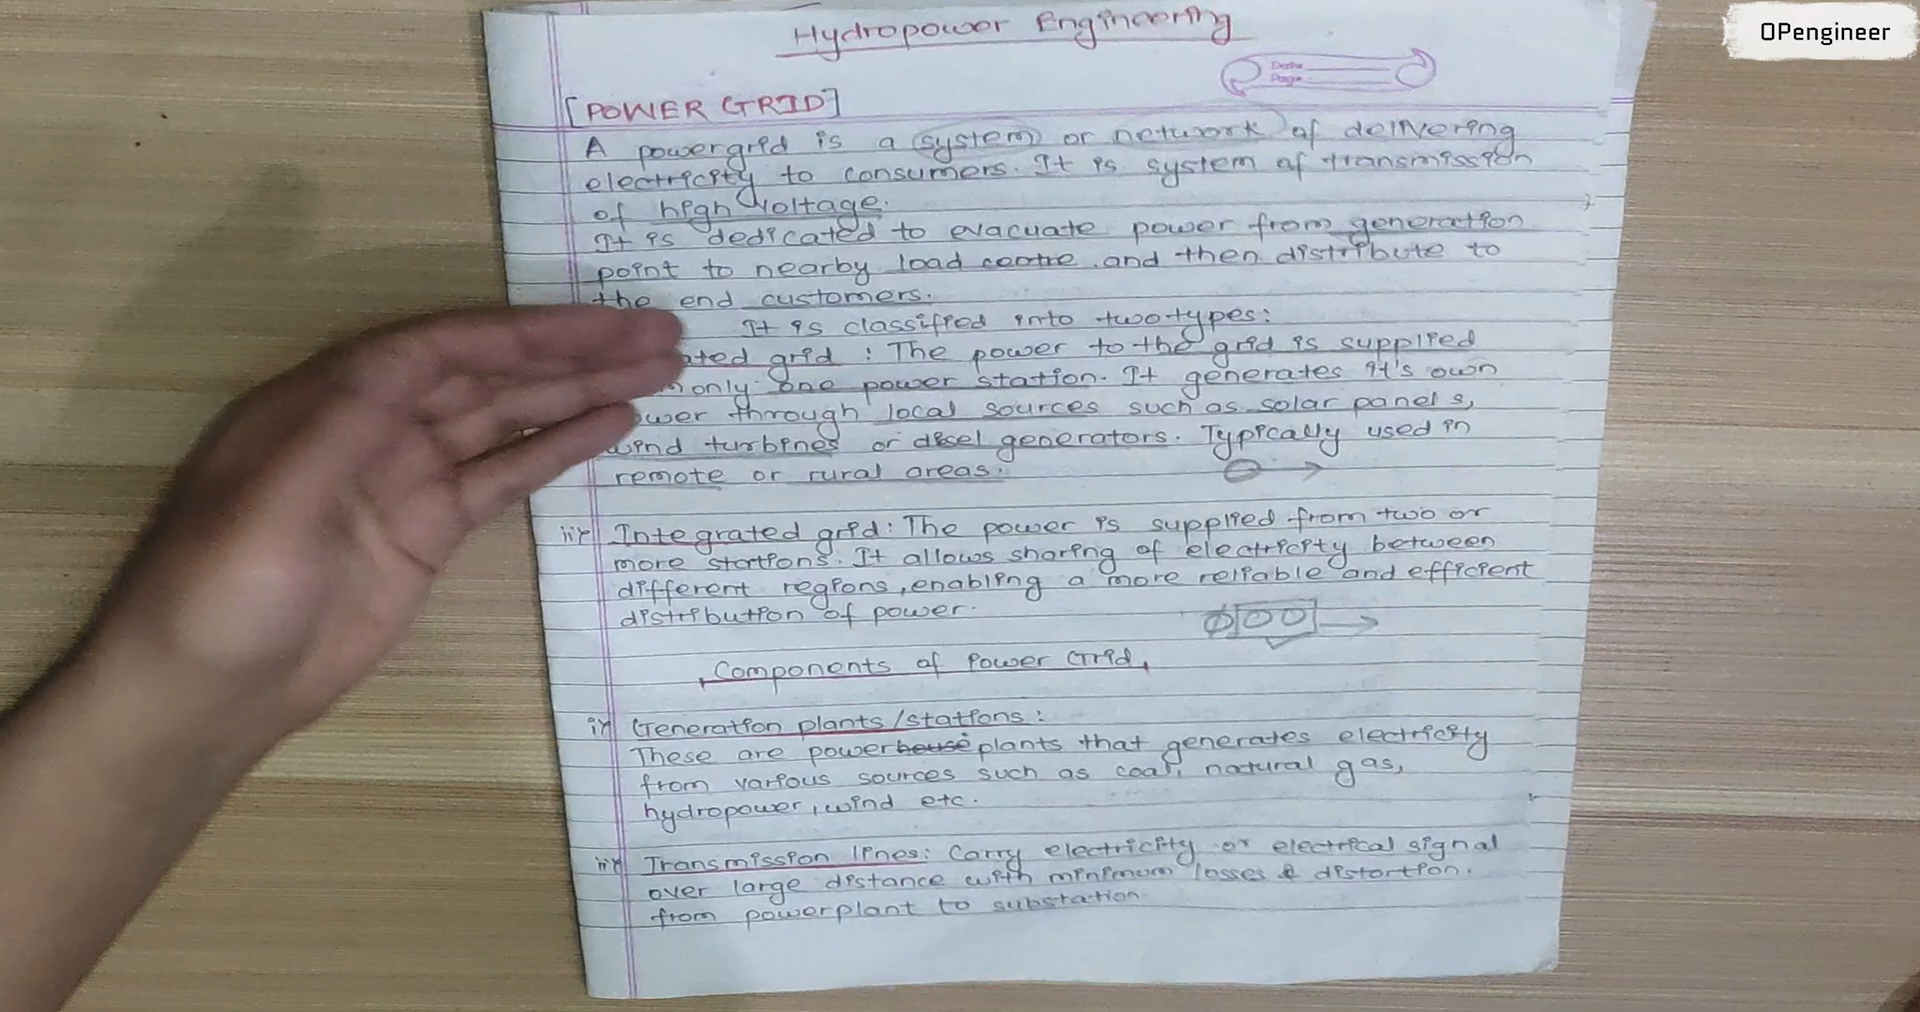 OPengineer
Hydropower Engineering
Date
Page
[POWER GRID]
A powergrid is a system or network of delivering
electricity to consumers. It is system of transmission
of high voltage.
It is dedicated to evacuate power from generation
point to nearby load centre and then distribute to
the end customers.
It is classified into two types:
ated grid : The power to the grid is supplied
only one power station. It generates it's own
ower through local sources such as solar panels,
wind turbines or disel generators. Typically used in
remote or rural areas.
ii) Integrated grid: The power is supplied from two or
more stations. It allows sharing of electricity between
different regions, enabling a more reliable and efficient
distribution of power.
Components of Power Grid
i) Generation plants/stations:
These are powerhouse plants that generates electricity
from various sources such as coal, natural gas,
hydropower, wind etc.
ii) Transmission lines: Carry electricity or electrical signal
over large distance with minimum losses & distortion.
from powerplant to substation